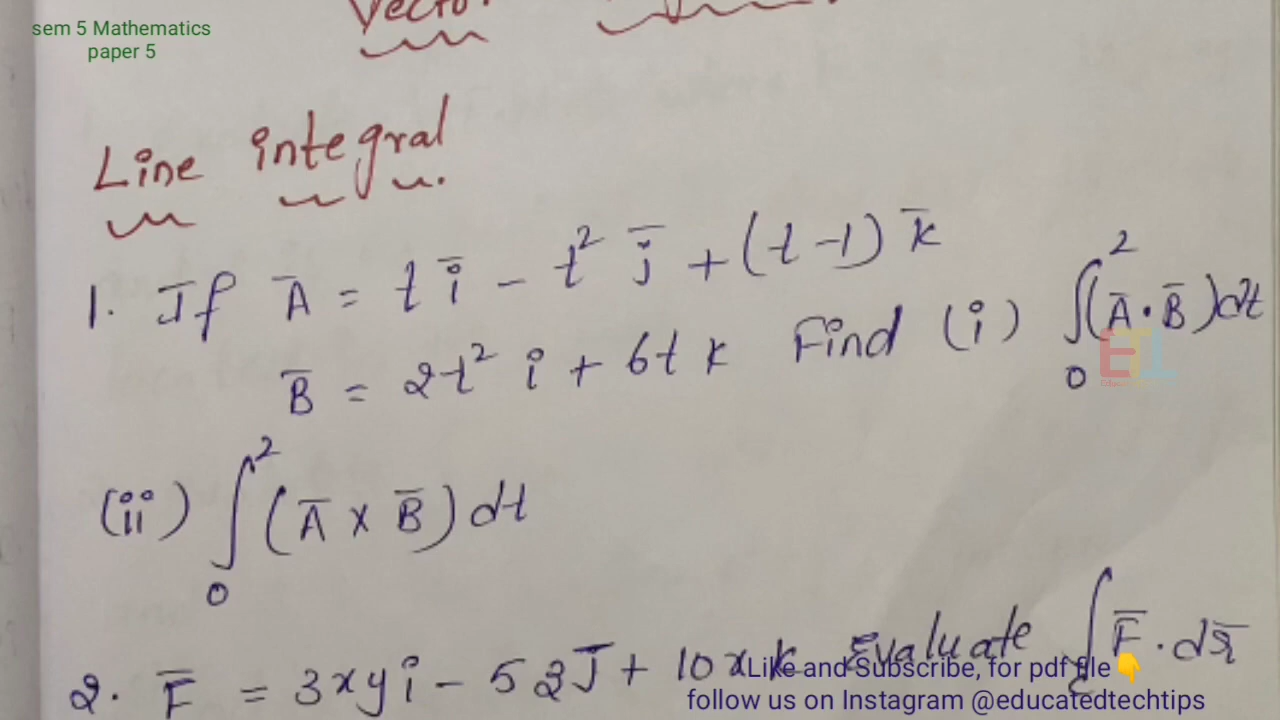 sem 5 Mathematics
paper 5
Vector
Line integral
1. If A̅ = t i̅ - t² j̅ + (t-1) k̅
B̅ = 2t² i + 6t k Find (i) ∫₀² (A̅ · B̅) dt
(ii) ∫₀² (A̅ x B̅) dt
2. F̅ = 3xy i - 5z J̅ + 10x k Evaluate ∫ F̅ . dr̅
Like and Subscribe, for pdf file👇
follow us on Instagram @educatedtechtips